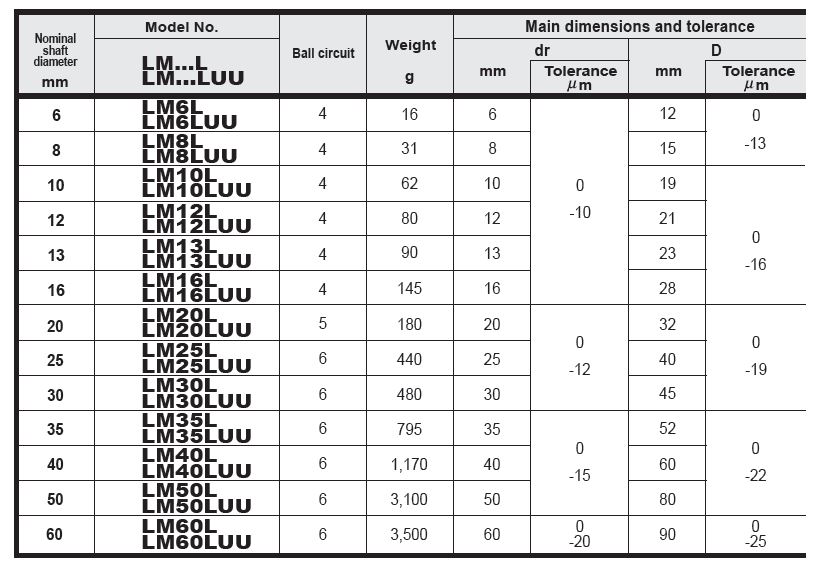 Nominal shaft diameter mm Model No. Ball circuit Weight g Main dimensions and tolerance
LM...L
LM...LUU
dr D
mm Tolerance μm mm Tolerance μm
6 LM6L 4 16 6 12 0
LM6LUU
8 LM8L 4 31 8 15 -13
LM8LUU
10 LM10L 4 62 10 0 19
LM10LUU
12 LM12L 4 80 12 -10 21
LM12LUU
0
13 LM13L 4 90 13 23
LM13LUU
-16
16 LM16L 4 145 16 28
LM16LUU
20 LM20L 5 180 20 32
LM20LUU
0 0
25 LM25L 6 440 25 40
LM25LUU
-12 -19
30 LM30L 6 480 30 45
LM30LUU
35 LM35L 6 795 35 52
LM35LUU
0 0
40 LM40L 6 1,170 40 60
LM40LUU
-15 -22
50 LM50L 6 3,100 50 80
LM50LUU
60 LM60L 6 3,500 60 0 90 0
LM60LUU -20 -25